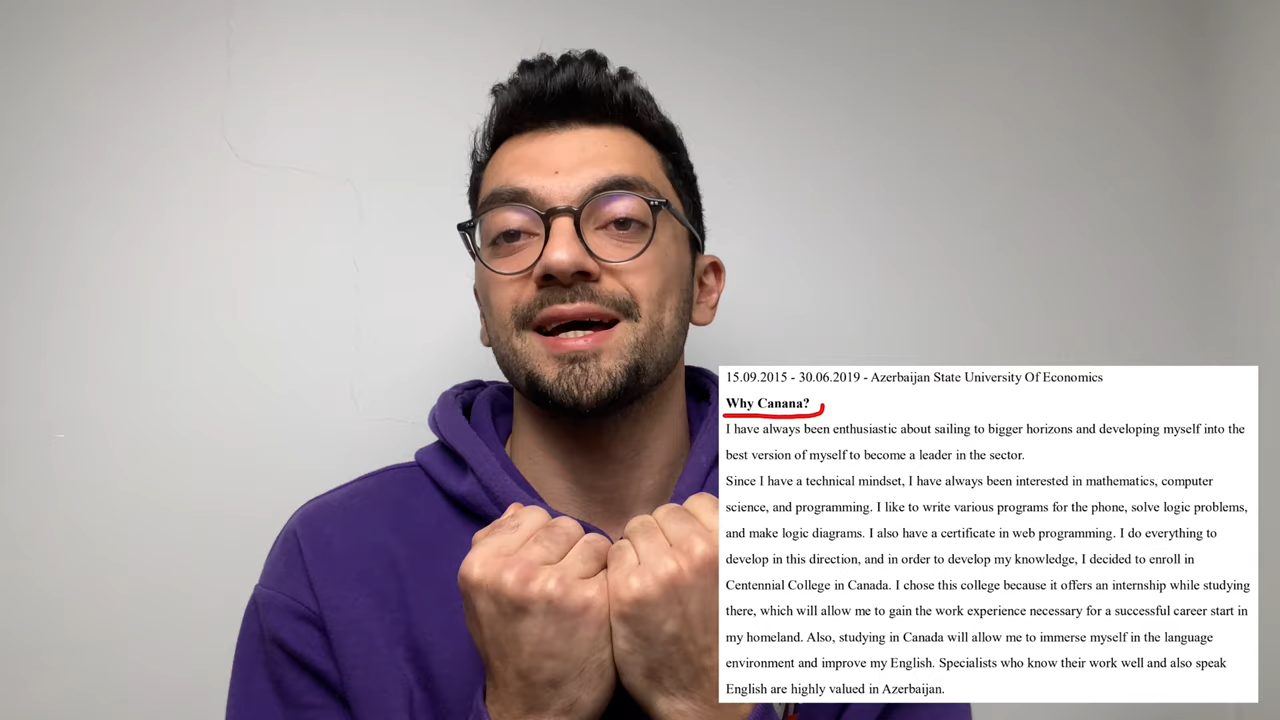 15.09.2015 - 30.06.2019 - Azerbaijan State University Of Economics
Why Canana?
I have always been enthusiastic about sailing to bigger horizons and developing myself into the
best version of myself to become a leader in the sector.
Since I have a technical mindset, I have always been interested in mathematics, computer
science, and programming. I like to write various programs for the phone, solve logic problems,
and make logic diagrams. I also have a certificate in web programming. I do everything to
develop in this direction, and in order to develop my knowledge, I decided to enroll in
Centennial College in Canada. I chose this college because it offers an internship while studying
there, which will allow me to gain the work experience necessary for a successful career start in
my homeland. Also, studying in Canada will allow me to immerse myself in the language
environment and improve my English. Specialists who know their work well and also speak
English are highly valued in Azerbaijan.